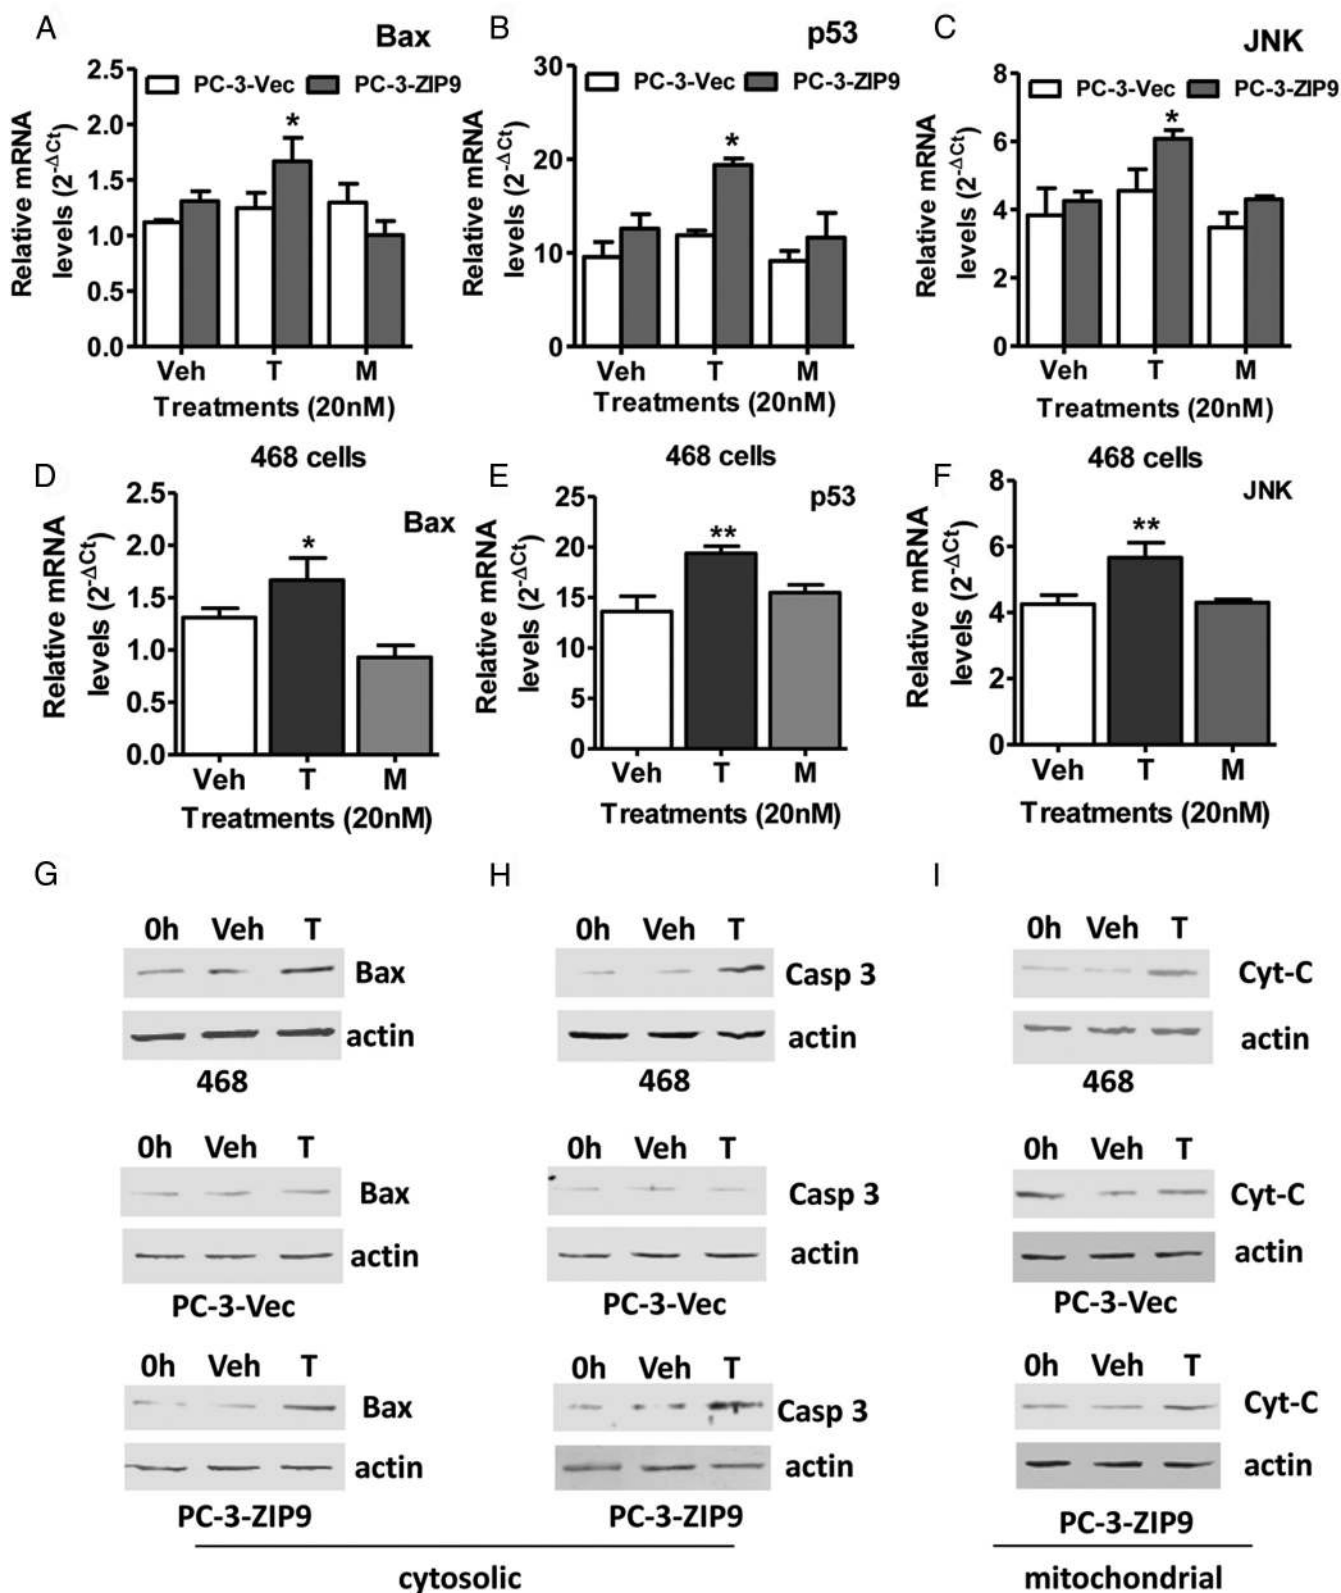 A
Bax
PC-3-Vec PC-3-ZIP9
Relative mRNA
levels (2^-ΔCt)
2.5
2.0
1.5
1.0
0.5
0.0
*
Veh T M
Treatments (20nM)
B
p53
PC-3-Vec PC-3-ZIP9
Relative mRNA
levels (2^-ΔCt)
30
20
10
0
*
Veh T M
Treatments (20nM)
C
JNK
PC-3-Vec PC-3-ZIP9
Relative mRNA
levels (2^-ΔCt)
8
6
4
2
0
*
Veh T M
Treatments (20nM)
D
468 cells
Bax
Relative mRNA
levels (2^-ΔCt)
2.5
2.0
1.5
1.0
0.5
0.0
*
Veh T M
Treatments (20nM)
E
468 cells
p53
Relative mRNA
levels (2^-ΔCt)
25
20
15
10
5
0
**
Veh T M
Treatments (20nM)
F
468 cells
JNK
Relative mRNA
levels (2^-ΔCt)
8
6
4
2
0
**
Veh T M
Treatments (20nM)
G
0h Veh T
Bax
actin
468
0h Veh T
Bax
actin
PC-3-Vec
0h Veh T
Bax
actin
PC-3-ZIP9
H
0h Veh T
Casp 3
actin
468
0h Veh T
Casp 3
actin
PC-3-Vec
0h Veh T
Casp 3
actin
PC-3-ZIP9
cytosolic
I
0h Veh T
Cyt-C
actin
468
0h Veh T
Cyt-C
actin
PC-3-Vec
0h Veh T
Cyt-C
actin
PC-3-ZIP9
mitochondrial